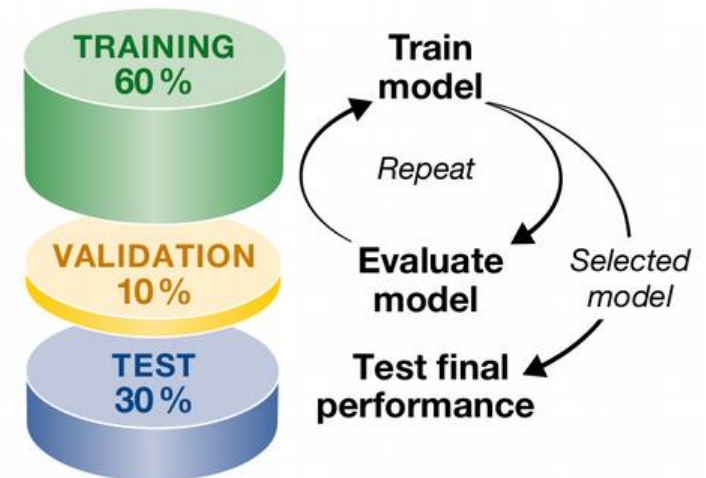 TRAINING
60 %
VALIDATION
10 %
TEST
30 %
Train
model
Repeat
Evaluate
model
Selected
model
Test final
performance